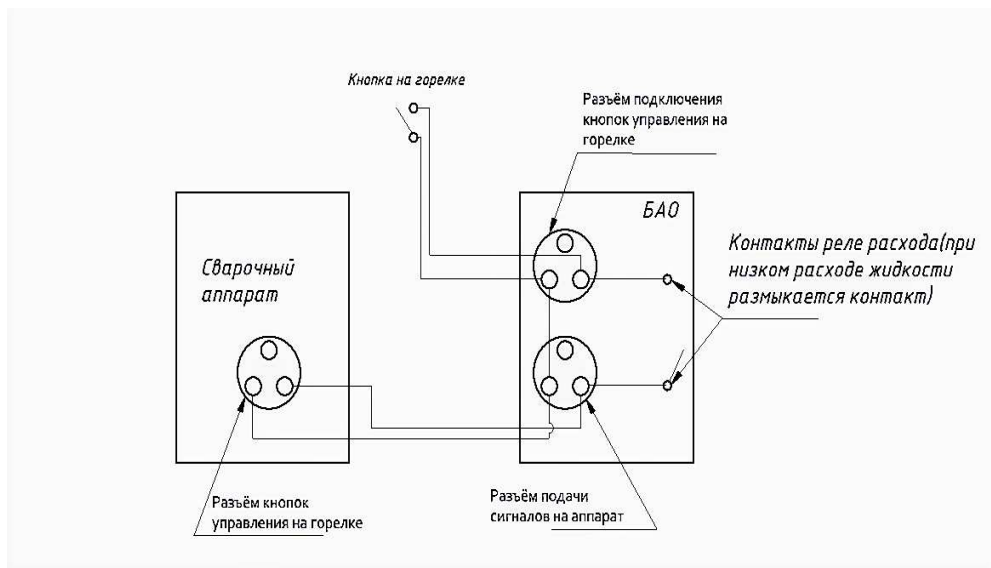 Кнопка на горелке
Разъём подключения
кнопок управления на
горелке
БАО
Сварочный
аппарат
Контакты реле расхода(при
низком расходе жидкости
размыкается контакт)
Разъём кнопок
управления на горелке
Разъём подачи
сигналов на аппарат